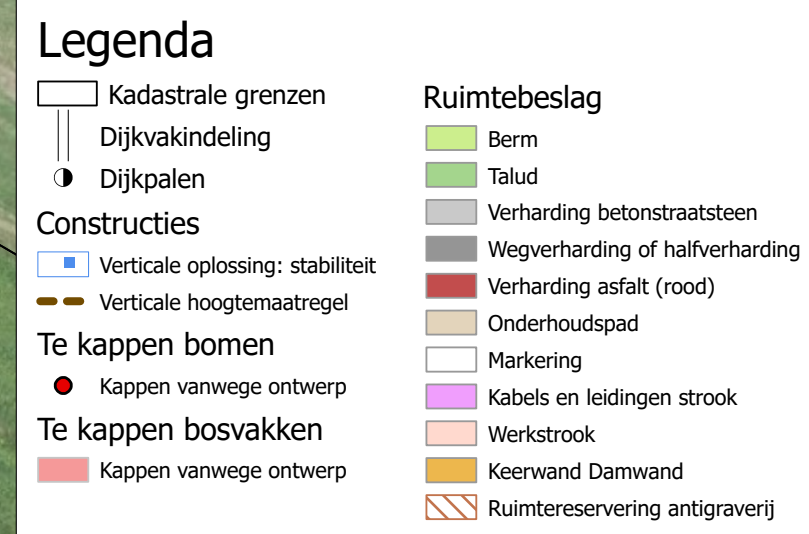 Legenda
Kadastrale grenzen
Dijkvakindeling
Dijkpalen
Constructies
Verticale oplossing: stabiliteit
Verticale hoogtemaatregel
Te kappen bomen
Kappen vanwege ontwerp
Te kappen bosvakken
Kappen vanwege ontwerp
Ruimtebeslag
Berm
Talud
Verharding betonstraatsteen
Wegverharding of halfverharding
Verharding asfalt (rood)
Onderhoudspad
Markering
Kabels en leidingen strook
Werkstrook
Keerwand Damwand
Ruimtereservering antigraverij